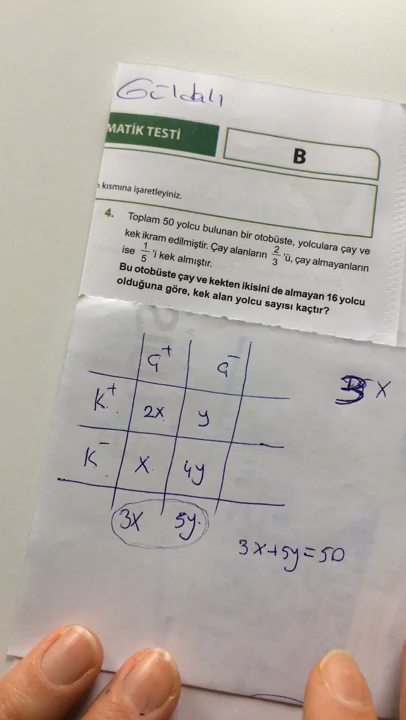 Güldalı
MATİK TESTİ
B
kısmına işaretleyiniz.
4. Toplam 50 yolcu bulunan bir otobüste, yolculara çay ve
kek ikram edilmiştir. Çay alanların 2/3 'ü, çay almayanların
ise 1/5 'i kek almıştır.
Bu otobüste çay ve kekten ikisini de almayan 16 yolcu
olduğuna göre, kek alan yolcu sayısı kaçtır?
Ç⁺ Ç⁻
K⁺ 2x y
K⁻ x 4y
3x 5y
x
3x+5y=50